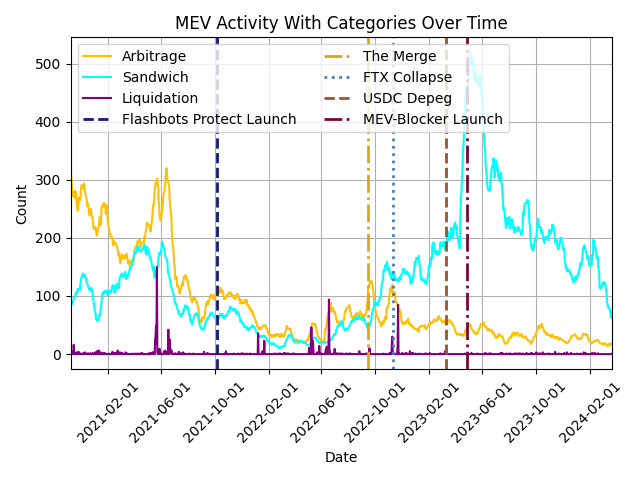 MEV Activity With Categories Over Time
Arbitrage
Sandwich
Liquidation
Flashbots Protect Launch
The Merge
FTX Collapse
USDC Depeg
MEV-Blocker Launch
Count
500
400
300
200
100
0
2021-02-01
2021-06-01
2021-10-01
2022-02-01
2022-06-01
2022-10-01
2023-02-01
2023-06-01
2023-10-01
2024-02-01
Date